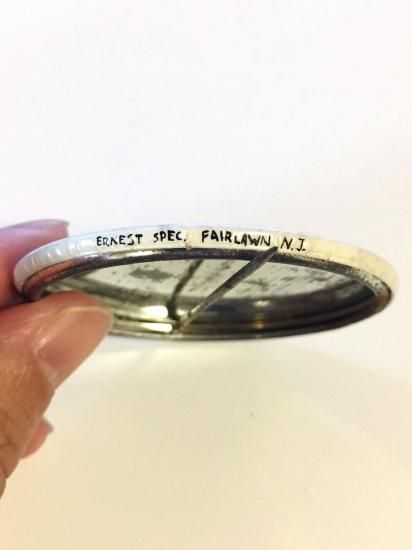 ERNEST SPEC. FAIRLAWN N.J.